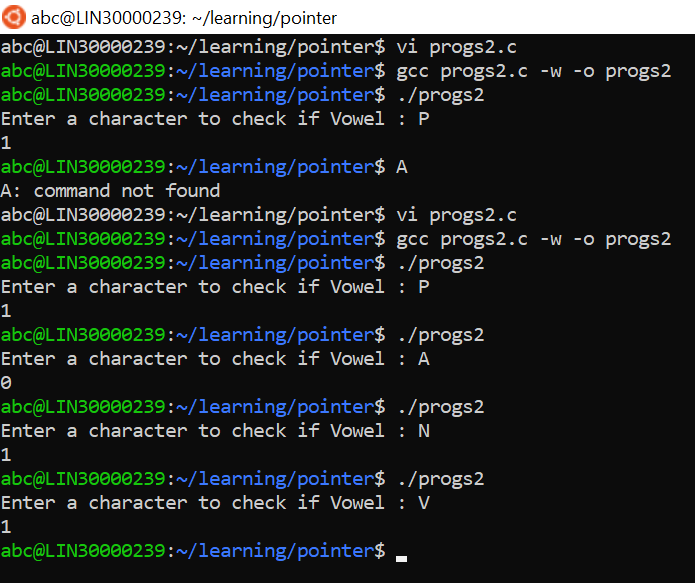 abc@LIN30000239: ~/learning/pointer
abc@LIN30000239:~/learning/pointer$ vi progs2.c
abc@LIN30000239:~/learning/pointer$ gcc progs2.c -w -o progs2
abc@LIN30000239:~/learning/pointer$ ./progs2
Enter a character to check if Vowel : P
1
abc@LIN30000239:~/learning/pointer$ A
A: command not found
abc@LIN30000239:~/learning/pointer$ vi progs2.c
abc@LIN30000239:~/learning/pointer$ gcc progs2.c -w -o progs2
abc@LIN30000239:~/learning/pointer$ ./progs2
Enter a character to check if Vowel : P
1
abc@LIN30000239:~/learning/pointer$ ./progs2
Enter a character to check if Vowel : A
0
abc@LIN30000239:~/learning/pointer$ ./progs2
Enter a character to check if Vowel : N
1
abc@LIN30000239:~/learning/pointer$ ./progs2
Enter a character to check if Vowel : V
1
abc@LIN30000239:~/learning/pointer$